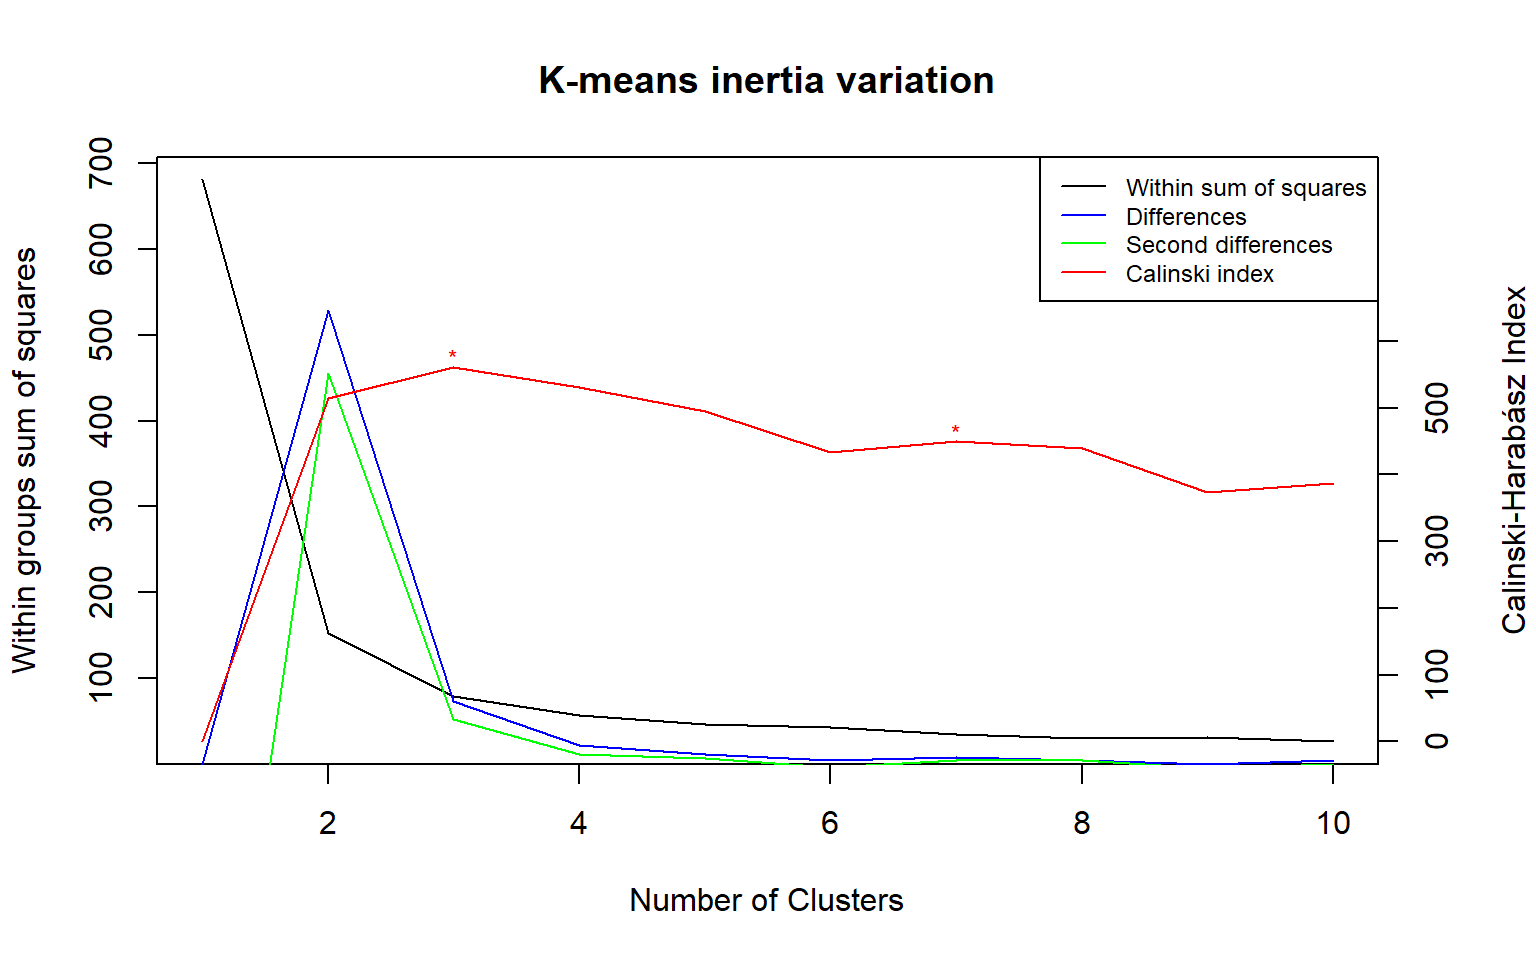 K-means inertia variation
Within sum of squares
Differences
Second differences
Calinski index
Within groups sum of squares
700
600
500
400
300
200
100
*
*
500
300
100
0
Calinski-Harabász Index
2 4 6 8 10
Number of Clusters